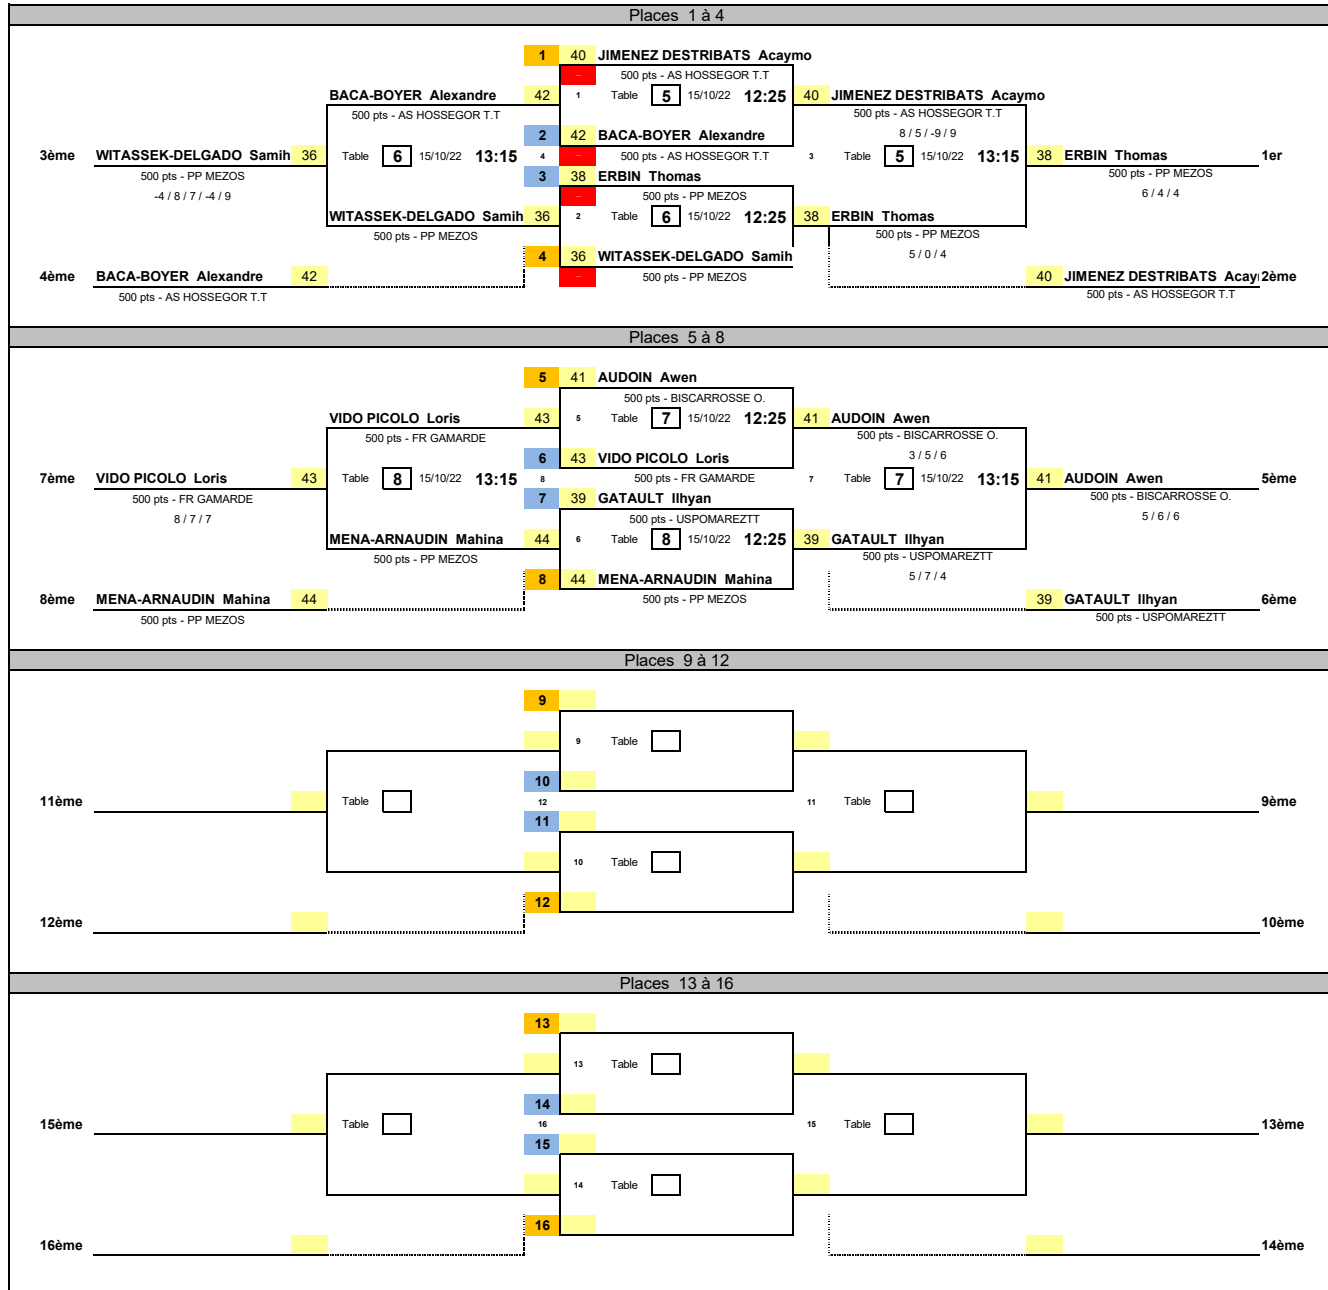 Places 1 à 4
1 40 JIMENEZ DESTRIBATS Acaymo
500 pts - AS HOSSEGOR T.T
BACA-BOYER Alexandre 42 1 Table 5 15/10/22 12:25 40 JIMENEZ DESTRIBATS Acaymo
500 pts - AS HOSSEGOR T.T 500 pts - AS HOSSEGOR T.T
2 42 BACA-BOYER Alexandre 8 / 5 / -9 / 9
3ème WITASSEK-DELGADO Samih 36 Table 6 15/10/22 13:15 4 500 pts - AS HOSSEGOR T.T 3 Table 5 15/10/22 13:15 38 ERBIN Thomas 1er
500 pts - PP MEZOS 3 38 ERBIN Thomas 500 pts - PP MEZOS
-4 / 8 / 7 / -4 / 9 500 pts - PP MEZOS 6 / 4 / 4
WITASSEK-DELGADO Samih 36 2 Table 6 15/10/22 12:25 38 ERBIN Thomas
500 pts - PP MEZOS 500 pts - PP MEZOS
4 36 WITASSEK-DELGADO Samih 5 / 0 / 4
4ème BACA-BOYER Alexandre 42 500 pts - PP MEZOS 40 JIMENEZ DESTRIBATS Acay 2ème
500 pts - AS HOSSEGOR T.T 500 pts - AS HOSSEGOR T.T
Places 5 à 8
5 41 AUDOIN Awen
500 pts - BISCARROSSE O.
VIDO PICOLO Loris 43 5 Table 7 15/10/22 12:25 41 AUDOIN Awen
500 pts - FR GAMARDE 500 pts - BISCARROSSE O.
6 43 VIDO PICOLO Loris 3 / 5 / 6
7ème VIDO PICOLO Loris 43 Table 8 15/10/22 13:15 8 500 pts - FR GAMARDE 7 Table 7 15/10/22 13:15 41 AUDOIN Awen 5ème
500 pts - FR GAMARDE 7 39 GATAULT Ilhyan 500 pts - BISCARROSSE O.
8 / 7 / 7 500 pts - USPOMAREZTT 5 / 6 / 6
MENA-ARNAUDIN Mahina 44 6 Table 8 15/10/22 12:25 39 GATAULT Ilhyan
500 pts - PP MEZOS 500 pts - USPOMAREZTT
8 44 MENA-ARNAUDIN Mahina 5 / 7 / 4
8ème MENA-ARNAUDIN Mahina 44 500 pts - PP MEZOS 39 GATAULT Ilhyan 6ème
500 pts - PP MEZOS 500 pts - USPOMAREZTT
Places 9 à 12
9
9 Table
10
11ème Table 12 11 Table 9ème
11
10 Table
12
12ème 10ème
Places 13 à 16
13
13 Table
14
15ème Table 16 15 Table 13ème
15
14 Table
16
16ème 14ème